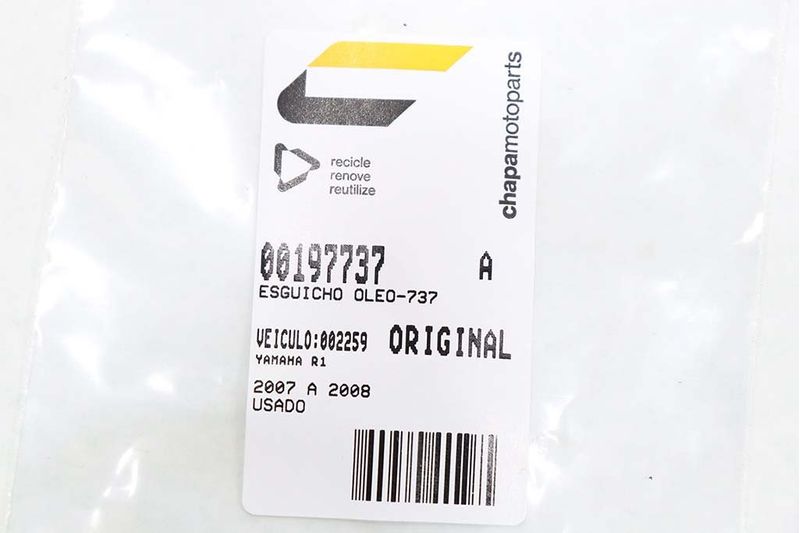 chapamotoparts
recicle
renove
reutilize
00197737 A
ESGUICHO OLEO-737
VEICULO:002259 ORIGINAL
YAMAHA R1
2007 A 2008
USADO